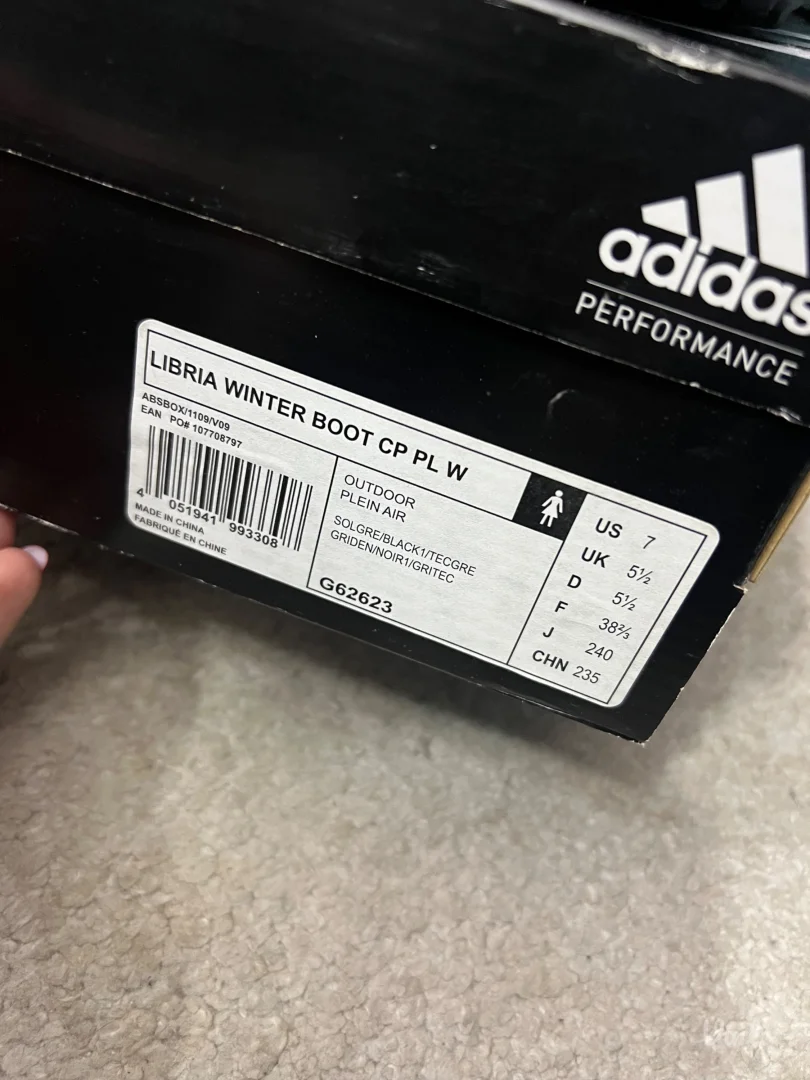 adidas
PERFORMANCE
LIBRIA WINTER BOOT CP PL W
ABSBOX/1109/V09
EAN PO# 107708797
4 051941 993308
MADE IN CHINA
FABRIQUÉ EN CHINE
OUTDOOR
PLEIN AIR
SOLGRE/BLACK1/TECGRE
GRIDEN/NOIR1/GRITEC
G62623
US 7
UK 5½
D 5½
F 38⅔
J 240
CHN 235